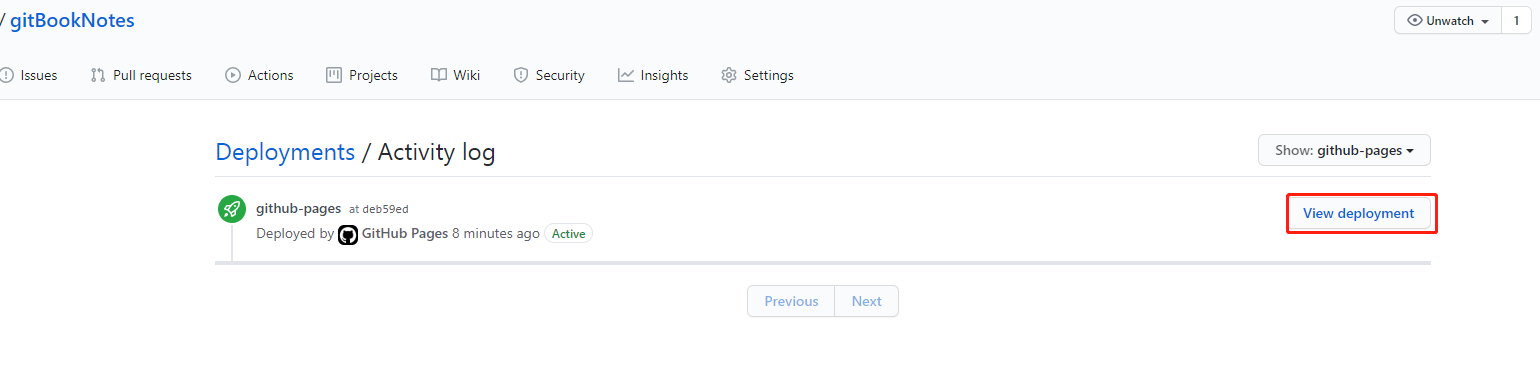 / gitBookNotes
Unwatch 1
Issues Pull requests Actions Projects Wiki Security Insights Settings
Deployments / Activity log
Show: github-pages
github-pages at deb59ed
View deployment
Deployed by GitHub Pages 8 minutes ago Active
Previous Next